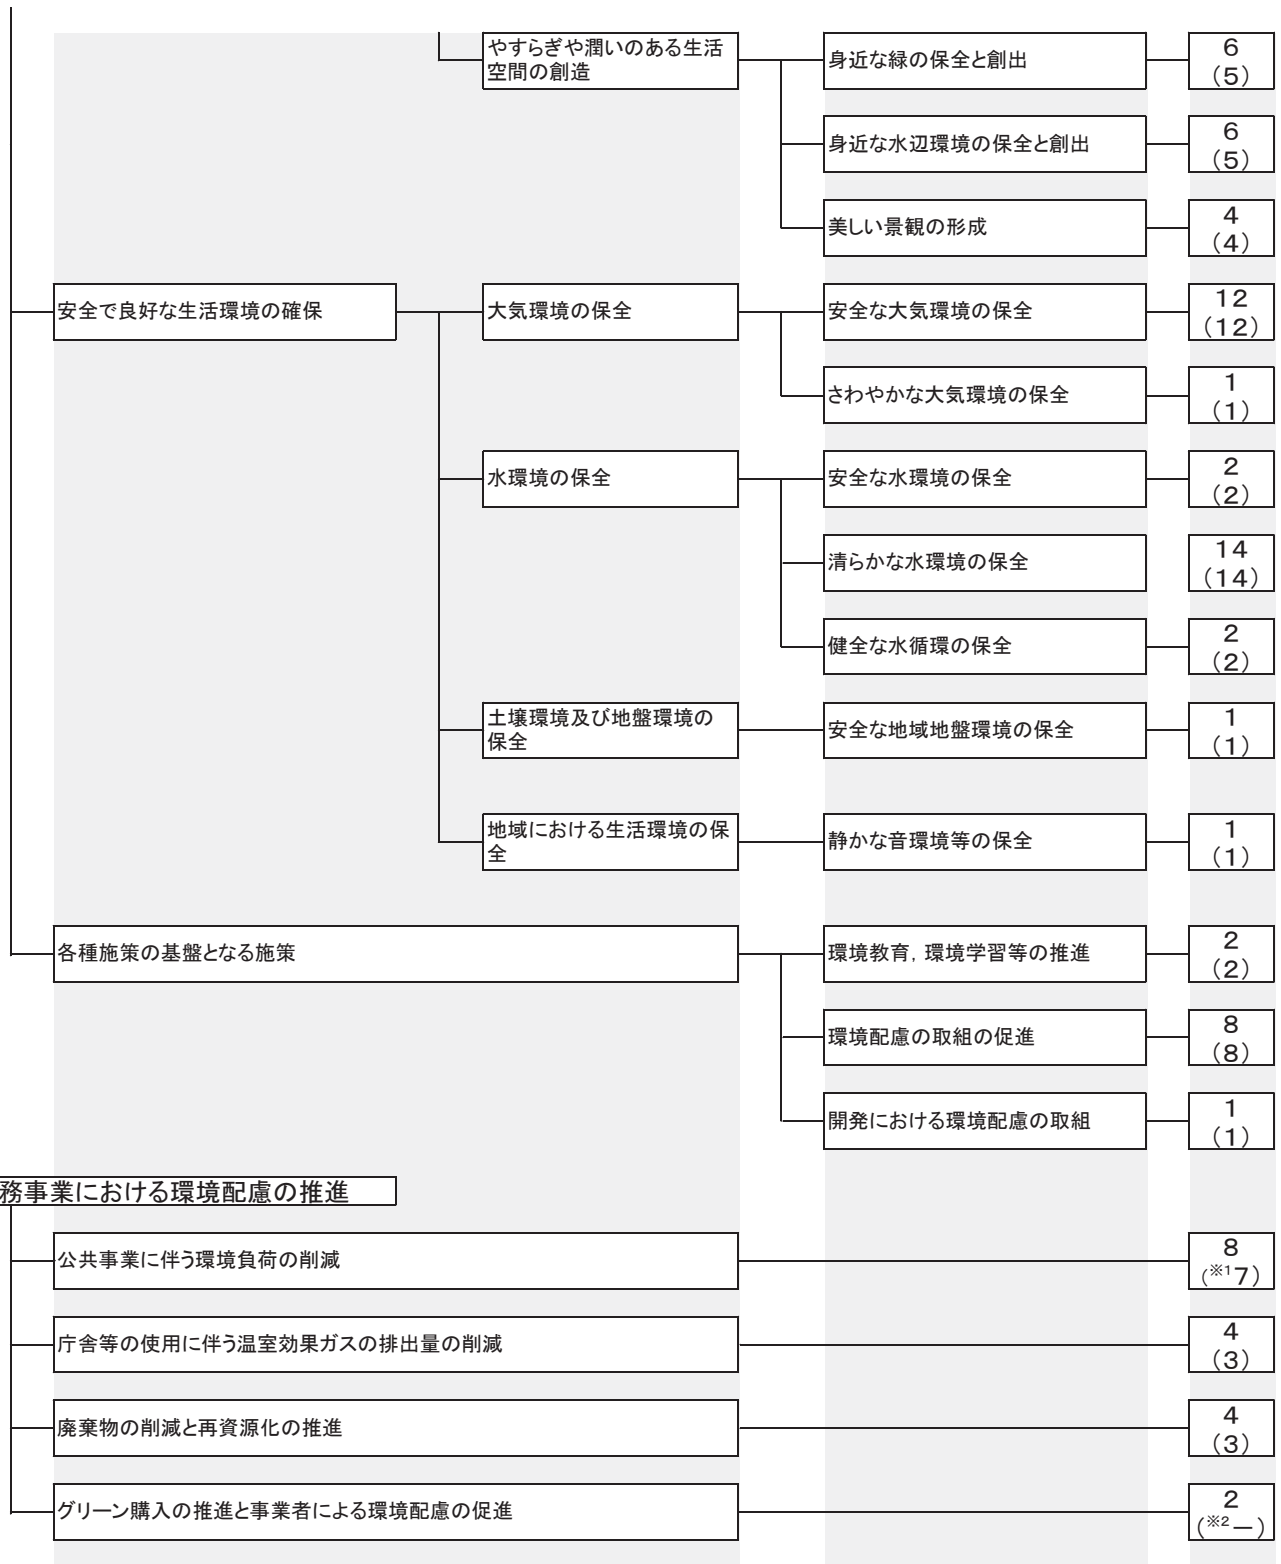 やすらぎや潤いのある生活
空間の創造
身近な緑の保全と創出
6
(5)
身近な水辺環境の保全と創出
6
(5)
美しい景観の形成
4
(4)
安全で良好な生活環境の確保
大気環境の保全
安全な大気環境の保全
12
(12)
さわやかな大気環境の保全
1
(1)
水環境の保全
安全な水環境の保全
2
(2)
清らかな水環境の保全
14
(14)
健全な水循環の保全
2
(2)
土壌環境及び地盤環境の
保全
安全な地域地盤環境の保全
1
(1)
地域における生活環境の保
全
静かな音環境等の保全
1
(1)
各種施策の基盤となる施策
環境教育，環境学習等の推進
2
(2)
環境配慮の取組の促進
8
(8)
開発における環境配慮の取組
1
(1)
務事業における環境配慮の推進
公共事業に伴う環境負荷の削減
8
(※1 7)
庁舎等の使用に伴う温室効果ガスの排出量の削減
4
(3)
廃棄物の削減と再資源化の推進
4
(3)
グリーン購入の推進と事業者による環境配慮の促進
2
(※2 ―)